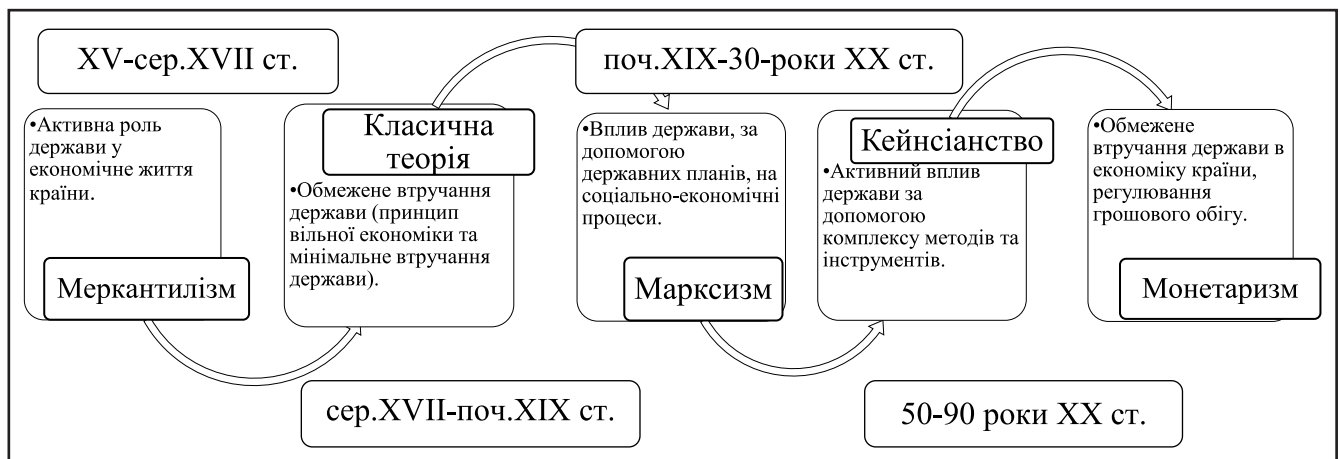 XV-сер.XVII ст.
поч.XIX-30-роки XX ст.
•Активна роль
держави у
економічне життя
країни.
Меркантилізм
Класична
теорія
•Обмежене втручання
держави (принцип
вільної економіки та
мінімальне втручання
держави).
•Вплив держави, за
допомогою
державних планів, на
соціально-економічні
процеси.
Марксизм
Кейнсіанство
•Активний вплив
держави за
допомогою
комплексу методів та
інструментів.
•Обмежене
втручання держави в
економіку країни,
регулювання
грошового обігу.
Монетаризм
сер.XVII-поч.XIX ст.
50-90 роки XX ст.